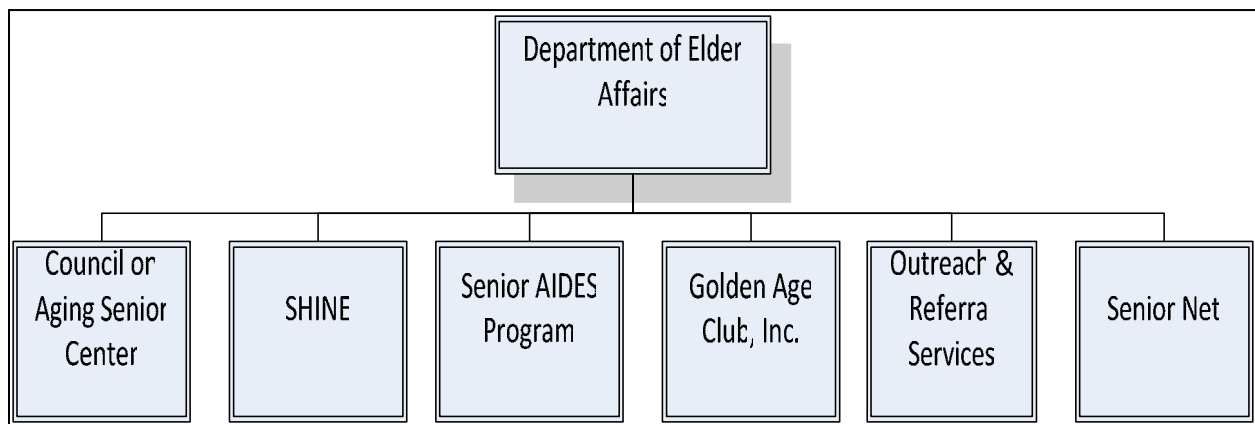 Department of Elder
Affairs
Council on
Aging Senior
Center
SHINE
Senior AIDES
Program
Golden Age
Club, Inc.
Outreach &
Referra
Services
Senior Net